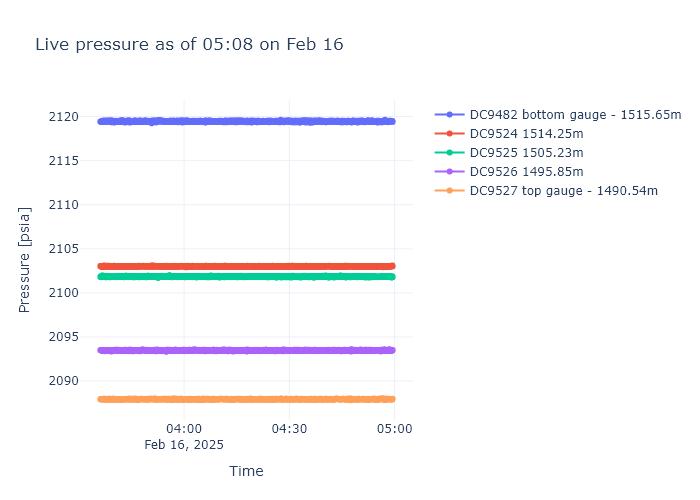 Live pressure as of 05:08 on Feb 16
DC9482 bottom gauge - 1515.65m
DC9524 1514.25m
DC9525 1505.23m
DC9526 1495.85m
DC9527 top gauge - 1490.54m
Pressure [psia]
2120
2115
2110
2105
2100
2095
2090
04:00
04:30
05:00
Feb 16, 2025
Time